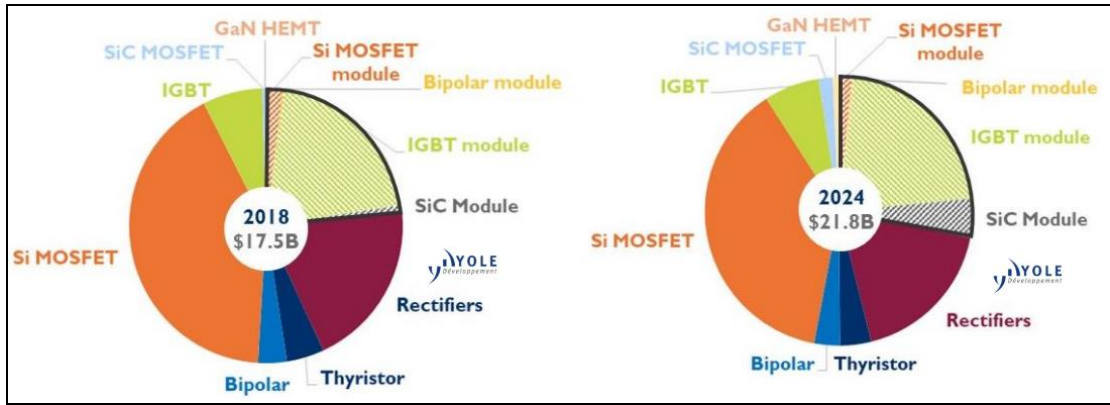 GaN HEMT
SiC MOSFET
Si MOSFET
module
IGBT
Bipolar module
IGBT module
2018
$17.5B
SiC Module
Si MOSFET
YOLE
Développement
Rectifiers
Thyristor
Bipolar
GaN HEMT
SiC MOSFET
Si MOSFET
module
IGBT
Bipolar module
IGBT module
2024
$21.8B
SiC Module
Si MOSFET
YOLE
Développement
Rectifiers
Bipolar
Thyristor